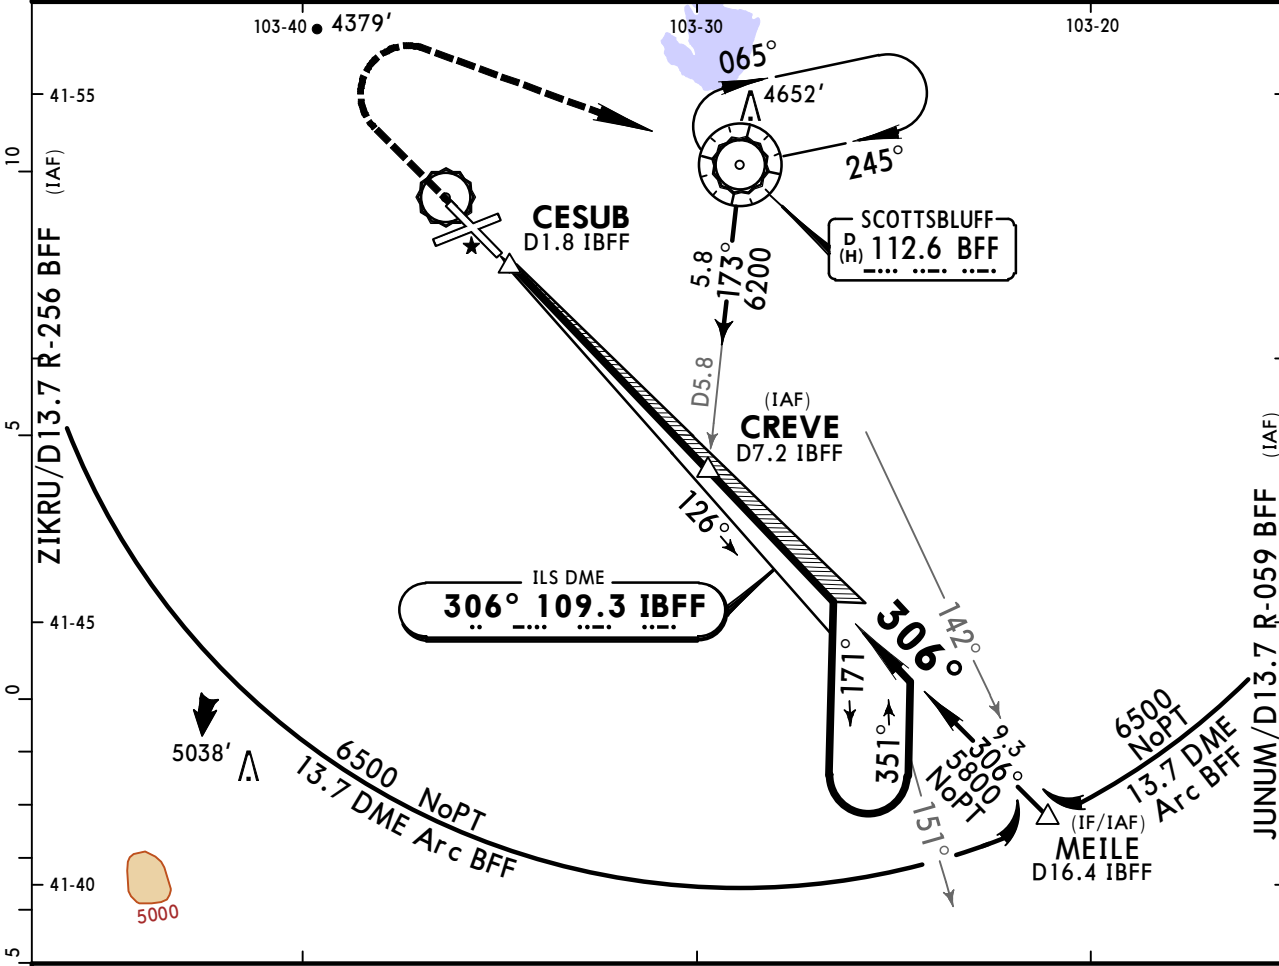 103-40
4379'
103-30
103-20
065°
4652'
41-55
245°
10
(IAF)
CESUB
D1.8 IBFF
SCOTTSBLUFF
D
(H) 112.6 BFF
5.8
173°
6200
D5.8
ZIKRU/D13.7 R-256 BFF
(IAF)
CREVE
D7.2 IBFF
5
(IAF)
126°
ILS DME
306° 109.3 IBFF
41-45
306°
142°
171°
351°
0
5038'
6500 NoPT
13.7 DME Arc BFF
9.3
306°
5800
NoPT
151°
6500
NoPT
13.7 DME
Arc BFF
JUNUM/D13.7 R-059 BFF
(IF/IAF)
MEILE
D16.4 IBFF
41-40
5000
5